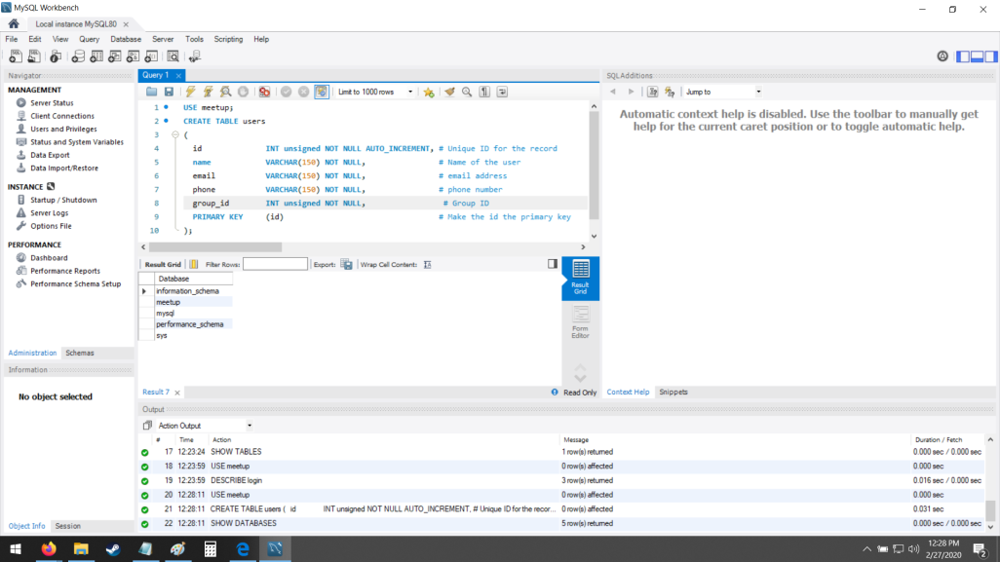 MySQL Workbench
Local instance MySQL80
File Edit View Query Database Server Tools Scripting Help
Navigator
MANAGEMENT
Server Status
Client Connections
Users and Privileges
Status and System Variables
Data Export
Data Import/Restore
INSTANCE
Startup / Shutdown
Server Logs
Options File
PERFORMANCE
Dashboard
Performance Reports
Performance Schema Setup
Administration Schemas
Information
No object selected
Object Info Session
Query 1
Limit to 1000 rows
1 USE meetup;
2 CREATE TABLE users
3 (
4 id INT unsigned NOT NULL AUTO_INCREMENT, # Unique ID for the record
5 name VARCHAR(150) NOT NULL, # Name of the user
6 email VARCHAR(150) NOT NULL, # email address
7 phone VARCHAR(150) NOT NULL, # phone number
8 group_id INT unsigned NOT NULL, # Group ID
9 PRIMARY KEY (id) # Make the id the primary key
10 );
Result Grid Filter Rows: Export: Wrap Cell Content:
Database
information_schema
meetup
mysql
performance_schema
sys
Result Grid
Form Editor
Result 7 Read Only
SQLAdditions
Jump to
Automatic context help is disabled. Use the toolbar to manually get
help for the current caret position or to toggle automatic help.
Context Help Snippets
Output
Action Output
# Time Action Message Duration / Fetch
17 12:23:24 SHOW TABLES 1 row(s) returned 0.000 sec / 0.000 sec
18 12:23:59 USE meetup 0 row(s) affected 0.000 sec
19 12:23:59 DESCRIBE login 3 row(s) returned 0.016 sec / 0.000 sec
20 12:28:11 USE meetup 0 row(s) affected 0.000 sec
21 12:28:11 CREATE TABLE users ( id INT unsigned NOT NULL AUTO_INCREMENT, # Unique ID for the recor... 0 row(s) affected 0.031 sec
22 12:28:11 SHOW DATABASES 5 row(s) returned 0.000 sec / 0.000 sec
12:28 PM
2/27/2020
2